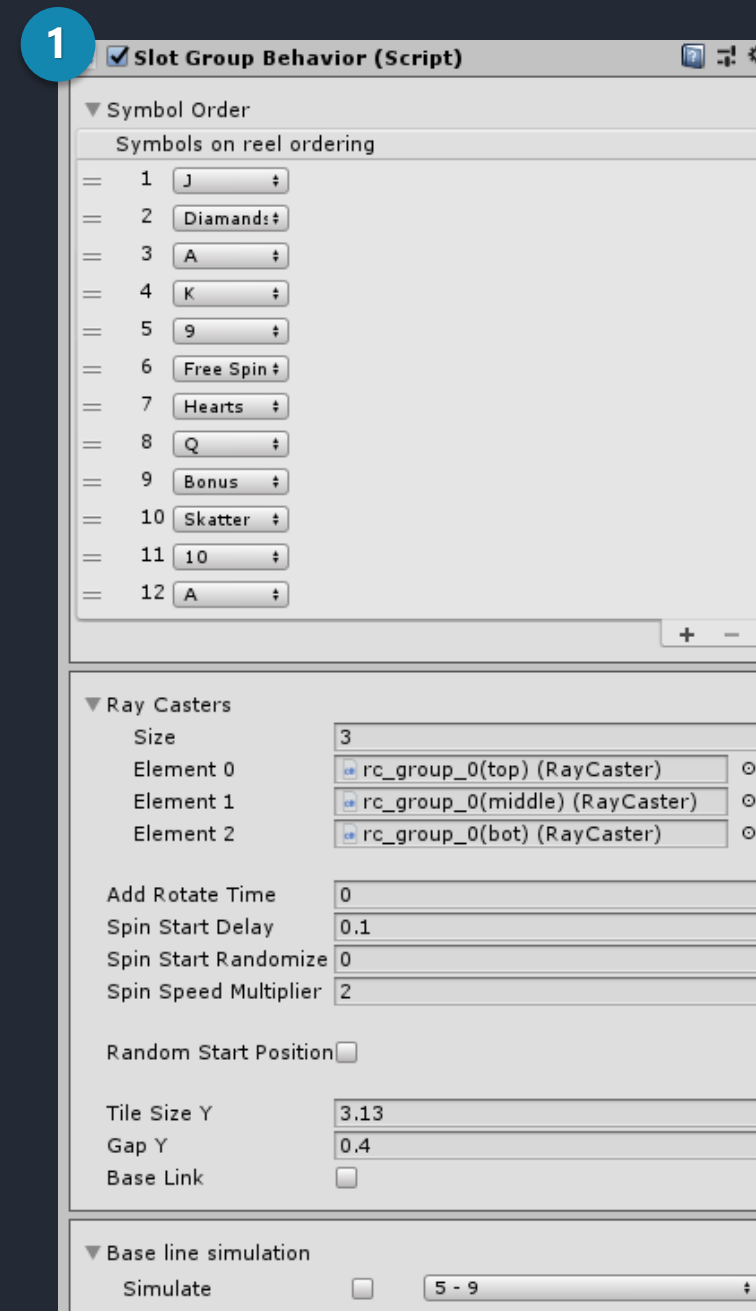 1
Slot Group Behavior (Script)
Symbol Order
Symbols on reel ordering
1 J
2 Diamands
3 A
4 K
5 9
6 Free Spin
7 Hearts
8 Q
9 Bonus
10 Skatter
11 10
12 A
+ −
Ray Casters
Size 3
Element 0 rc_group_0(top) (RayCaster)
Element 1 rc_group_0(middle) (RayCaster)
Element 2 rc_group_0(bot) (RayCaster)
Add Rotate Time 0
Spin Start Delay 0.1
Spin Start Randomize 0
Spin Speed Multiplier 2
Random Start Position
Tile Size Y 3.13
Gap Y 0.4
Base Link
Base line simulation
Simulate 5 - 9